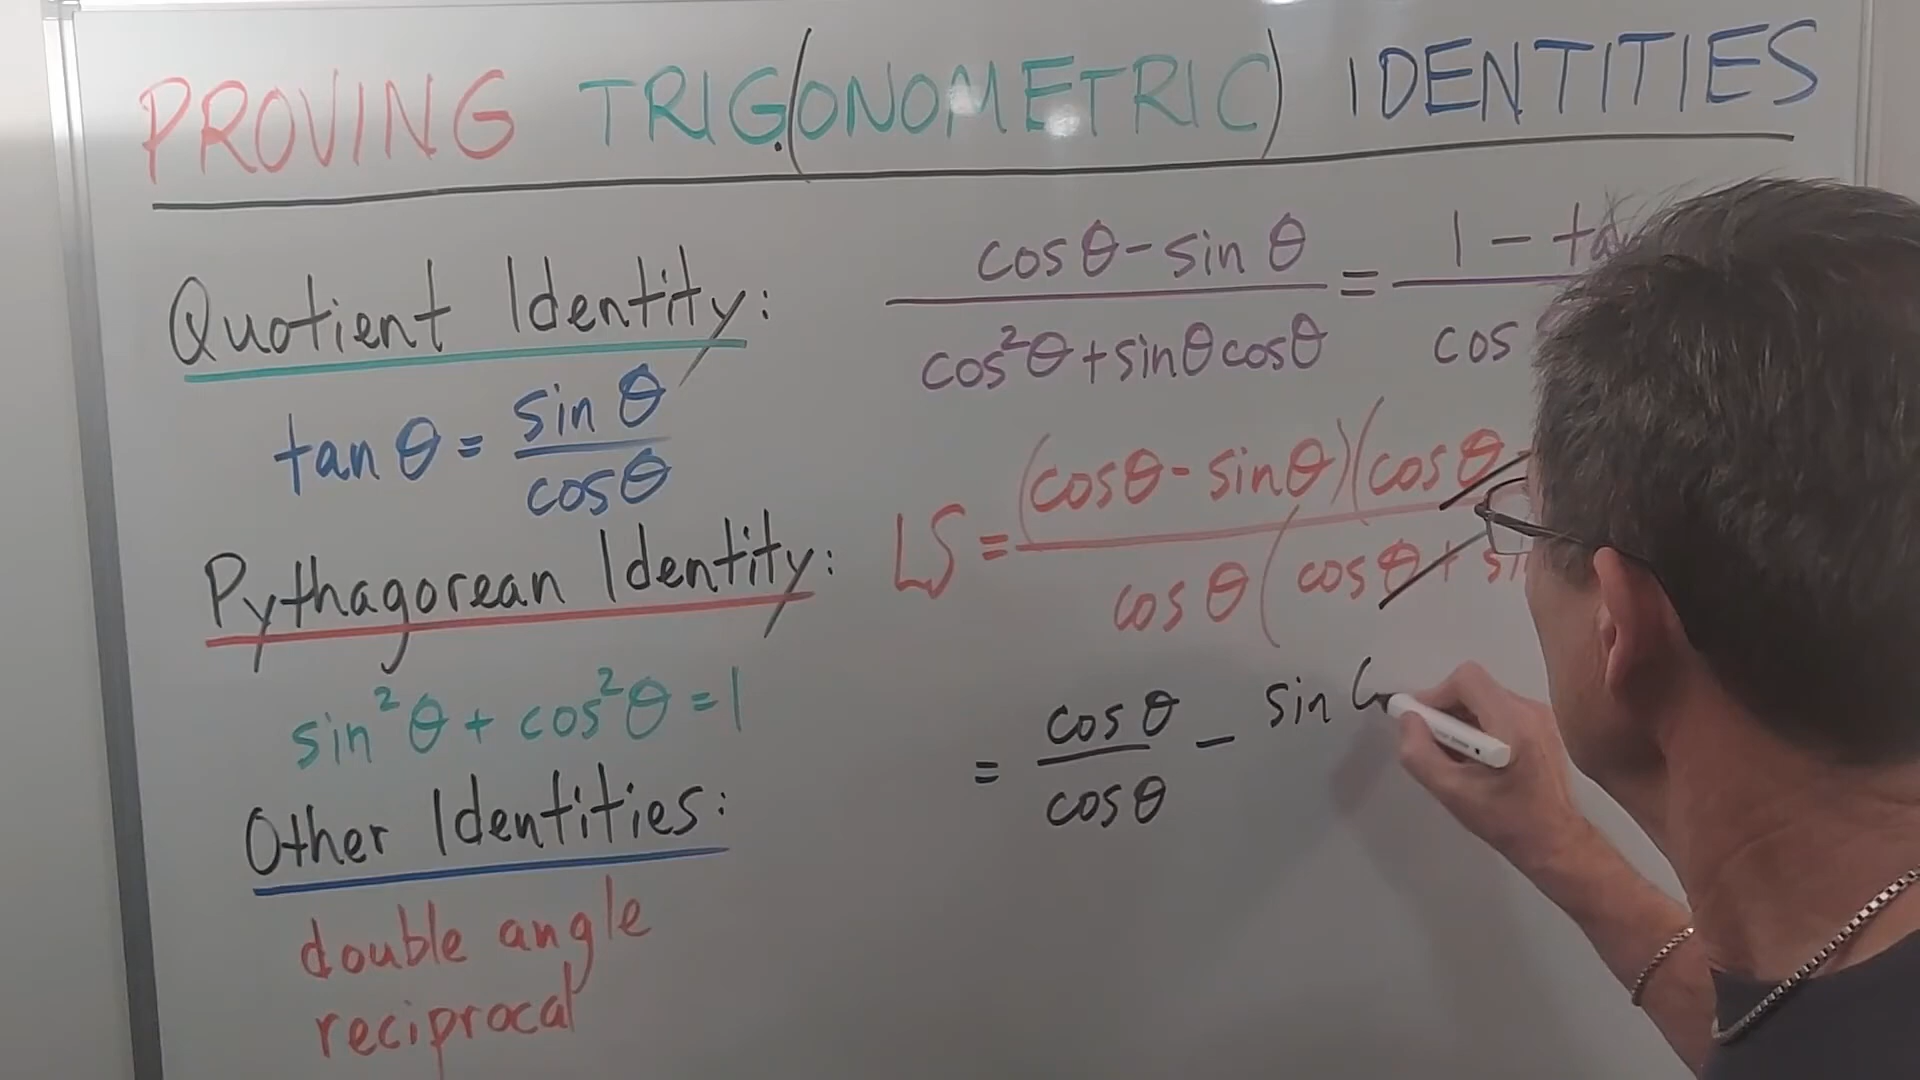 PROVING TRIG.(ONOMETRIC) IDENTITIES
Quotient Identity:
tan θ = sin θ / cos θ
Pythagorean Identity:
sin²θ + cos²θ = 1
Other Identities:
double angle
reciprocal
cos θ - sin θ / cos²θ + sin θ cos θ = 1 - / cos
LS = (cos θ - sin θ)(cos θ / cos θ (cos θ +
= cos θ / cos θ - sin